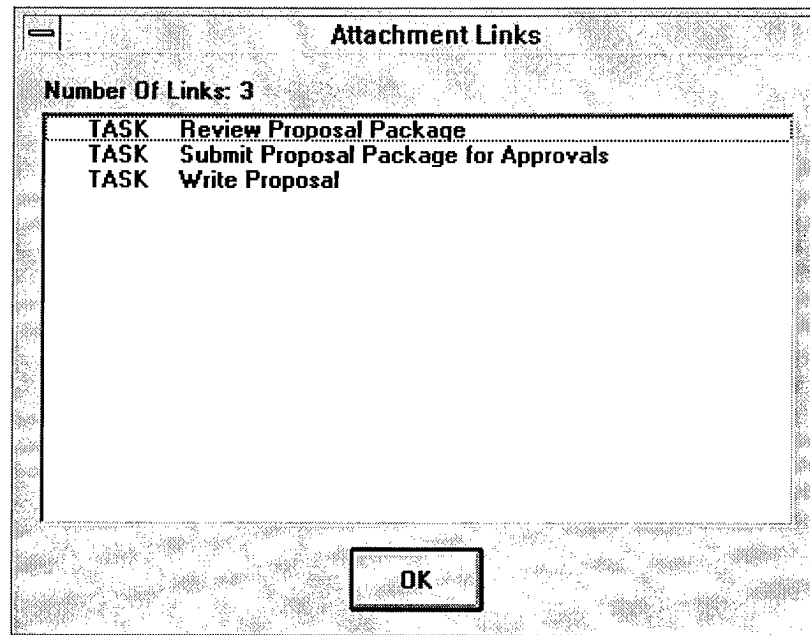 Attachment Links
Number Of Links: 3
TASK Review Proposal Package
TASK Submit Proposal Package for Approvals
TASK Write Proposal
OK